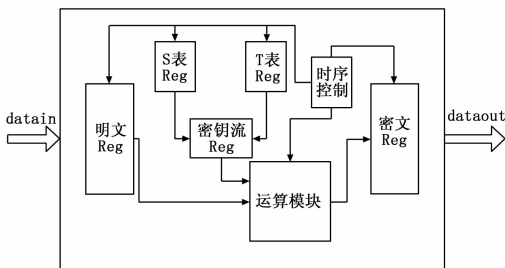 S表
Reg
T表
Reg
时序
控制
datain
明文
Reg
密钥流
Reg
密文
Reg
dataout
运算模块